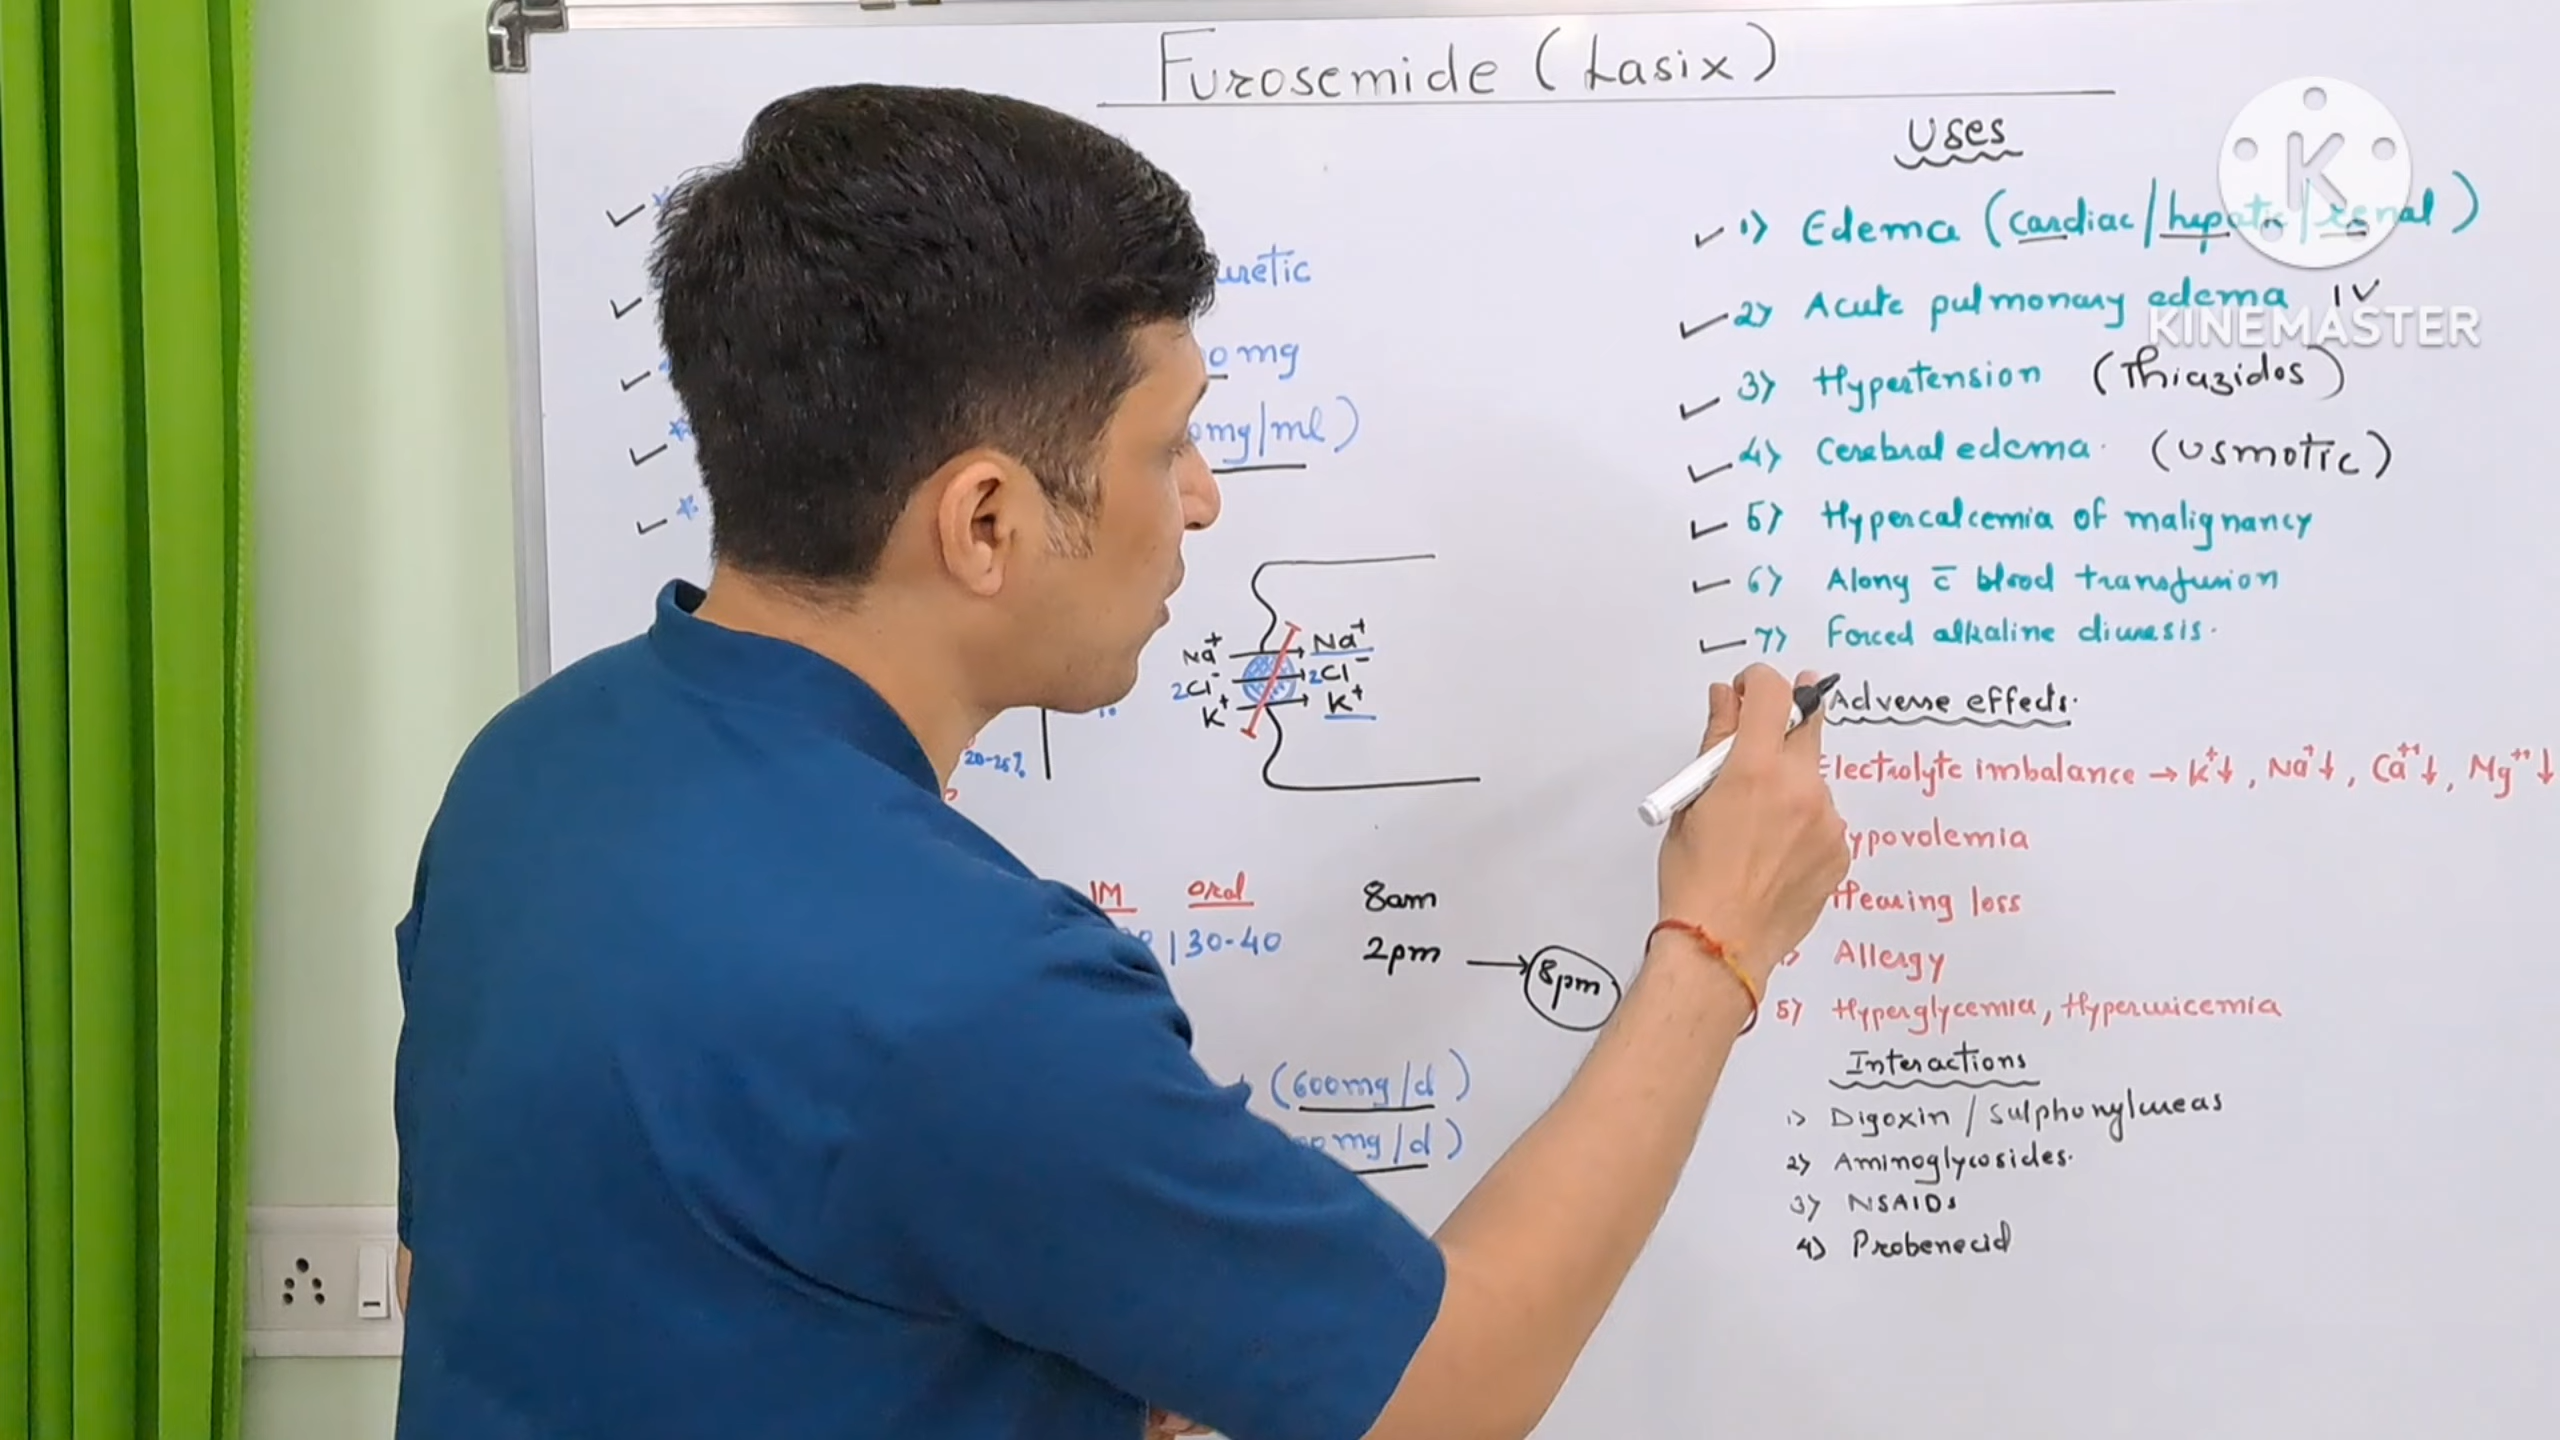 Furosemide (Lasix)
uretic
0mg
0mg/ml)
Na⁺ Na⁺
2Cl⁻ 2Cl⁻
K⁺ K⁺
20-25%
IM oral
30-40
8am
2pm → 8pm
(600mg/d)
mg/d)
Uses
1) Edema (cardiac/hepatic/renal)
2) Acute pulmonary edema IV
3) Hypertension (Thiazides)
4) Cerebral edema. (Osmotic)
5) Hypercalcemia of malignancy
6) Along c̄ blood transfusion
7) Forced alkaline diuresis.
Adverse effects.
Electrolyte imbalance → K⁺↓, Na⁺↓, Ca⁺⁺↓, Mg⁺⁺↓
ypovolemia
Hearing loss
Allergy
5) Hyperglycemia, Hyperuricemia
Interactions
1) Digoxin / Sulphonylureas
2) Aminoglycosides.
3) NSAIDs
4) Probenecid
K
KINEMASTER